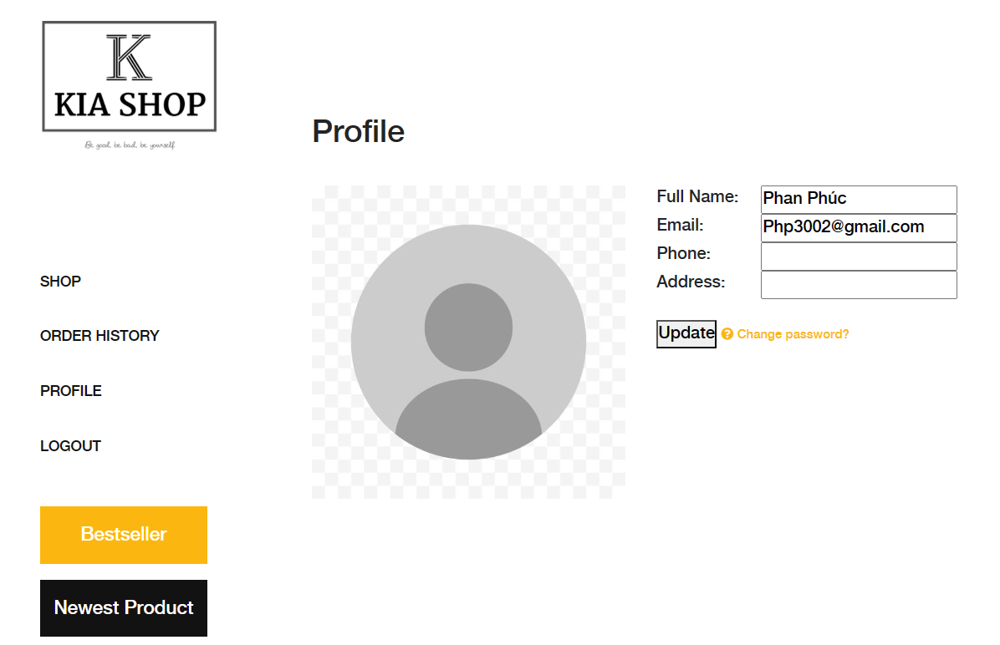 K
KIA SHOP
Be good, be bad, be yourself
SHOP
ORDER HISTORY
PROFILE
LOGOUT
Bestseller
Newest Product
Profile
Full Name: Phan Phúc
Email: Php3002@gmail.com
Phone:
Address:
Update ? Change password?